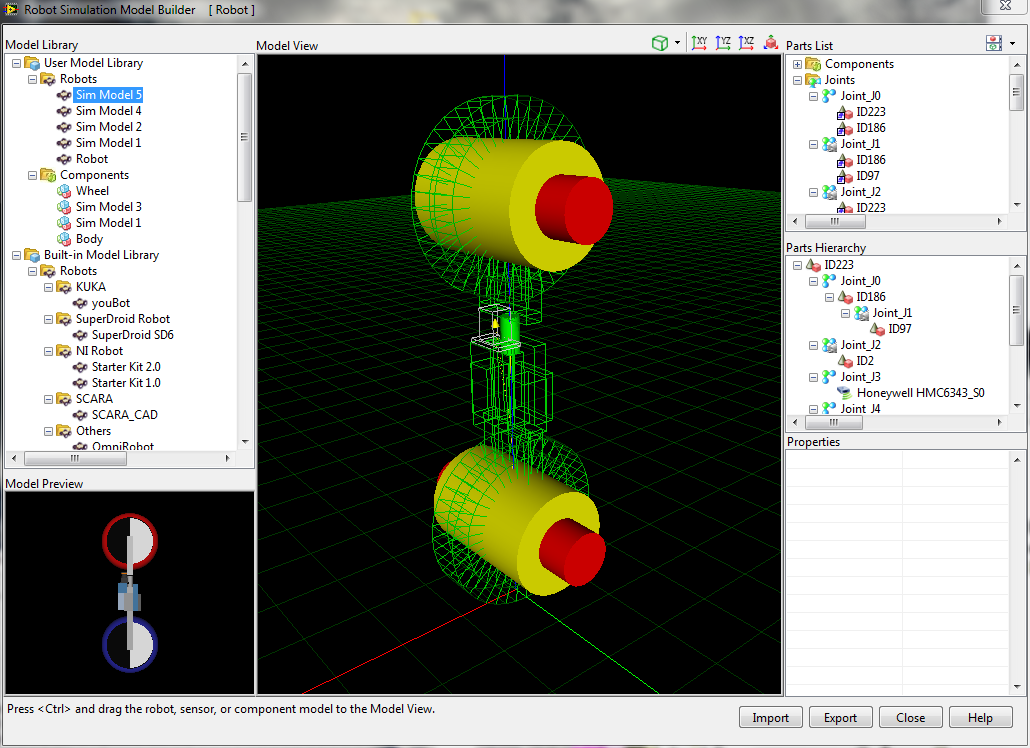 Robot Simulation Model Builder [ Robot ]
Model Library
User Model Library
Robots
Sim Model 5
Sim Model 4
Sim Model 2
Sim Model 1
Robot
Components
Wheel
Sim Model 3
Sim Model 1
Body
Built-in Model Library
Robots
KUKA
youBot
SuperDroid Robot
SuperDroid SD6
NI Robot
Starter Kit 2.0
Starter Kit 1.0
SCARA
SCARA_CAD
Others
OmniRobot
Model Preview
Model View
XY YZ XZ
Parts List
Components
Joints
Joint_J0
ID223
ID186
Joint_J1
ID186
ID97
Joint_J2
ID223
Parts Hierarchy
ID223
Joint_J0
ID186
Joint_J1
ID97
Joint_J2
ID2
Joint_J3
Honeywell HMC6343_S0
Joint_J4
Properties
Press <Ctrl> and drag the robot, sensor, or component model to the Model View.
Import Export Close Help